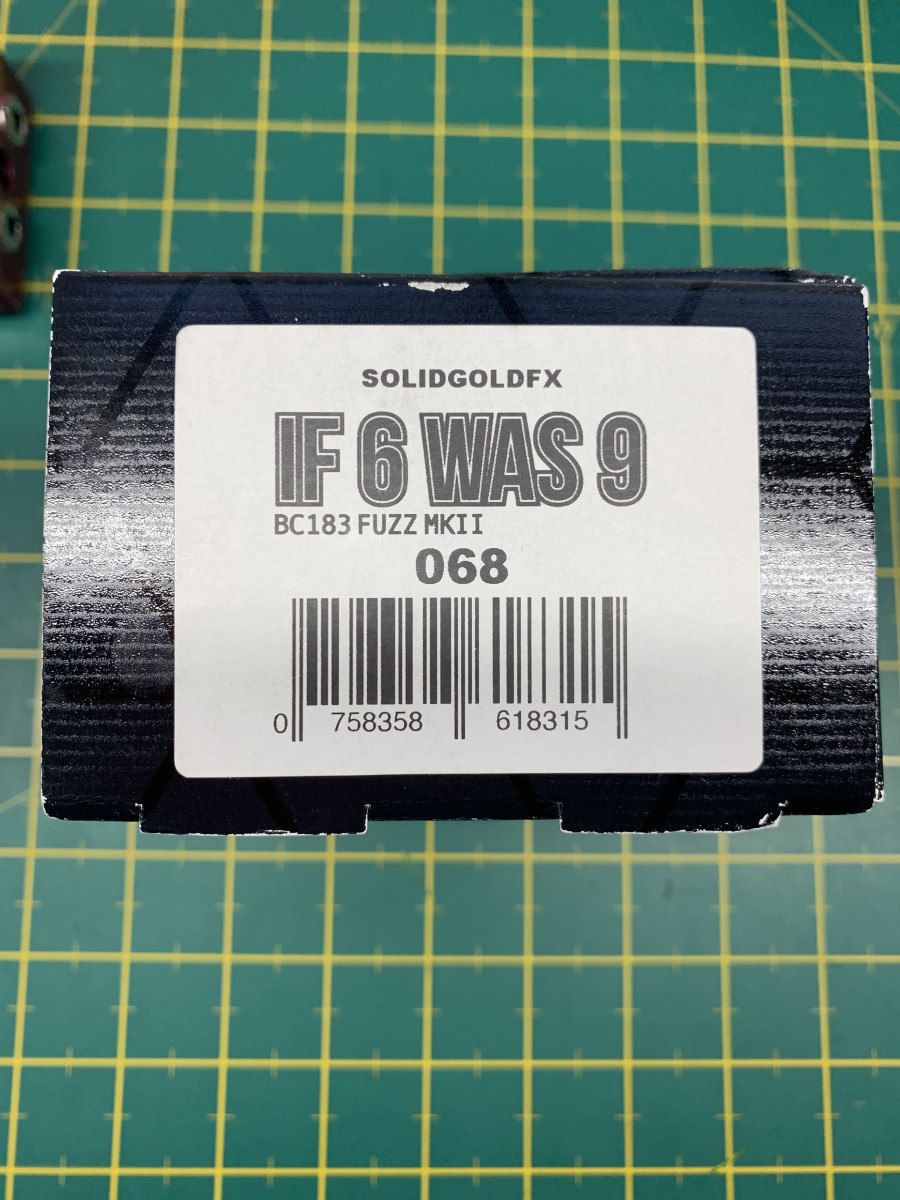 SOLIDGOLDFX
IF 6 WAS 9
BC183 FUZZ MKII
068
0 758358 618315